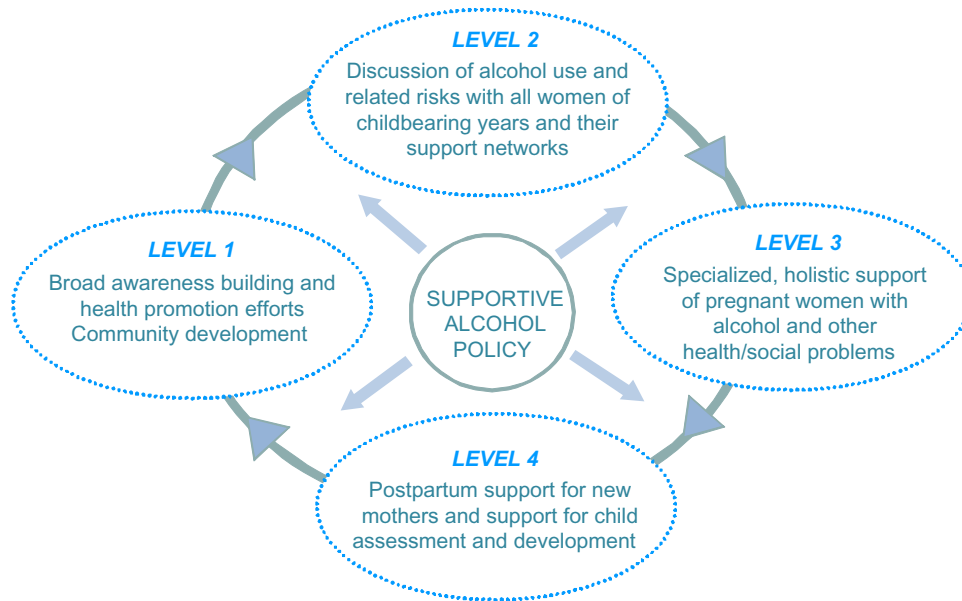 LEVEL 2
Discussion of alcohol use and
related risks with all women of
childbearing years and their
support networks
LEVEL 1
Broad awareness building and
health promotion efforts
Community development
SUPPORTIVE
ALCOHOL
POLICY
LEVEL 3
Specialized, holistic support
of pregnant women with
alcohol and other
health/social problems
LEVEL 4
Postpartum support for new
mothers and support for child
assessment and development